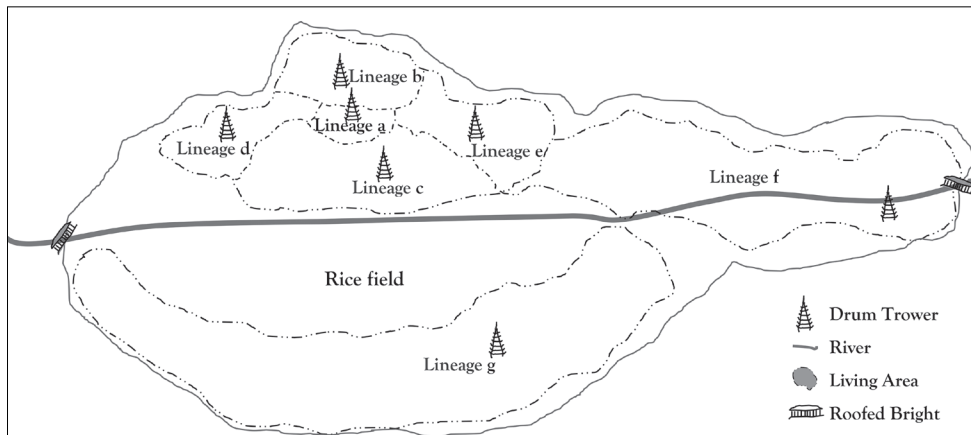 Lineage b
Lineage a
Lineage d
Lineage e
Lineage c
Lineage f
Rice field
Lineage g
Drum Trower
River
Living Area
Roofed Bright